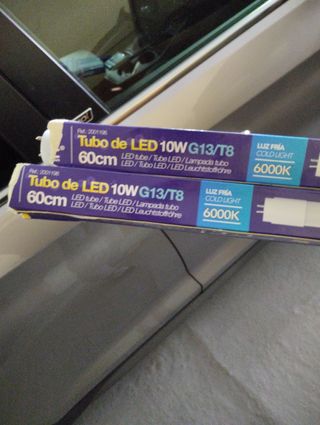 Ref.: 2001195
Tubo de LED 10W G13/T8
60cm
LED tube / Tube LED / Lampada tubo
LED / Tubo LED / LED Leuchtstoffröhre
LUZ FRÍA
COLD LIGHT
6000K
Ref.: 2001195
Tubo de LED 10W G13/T8
60cm
LED tube / Tube LED / Lampada tubo
LED / Tubo LED / LED Leuchtstoffröhre
LUZ FRÍA
COLD LIGHT
6000K